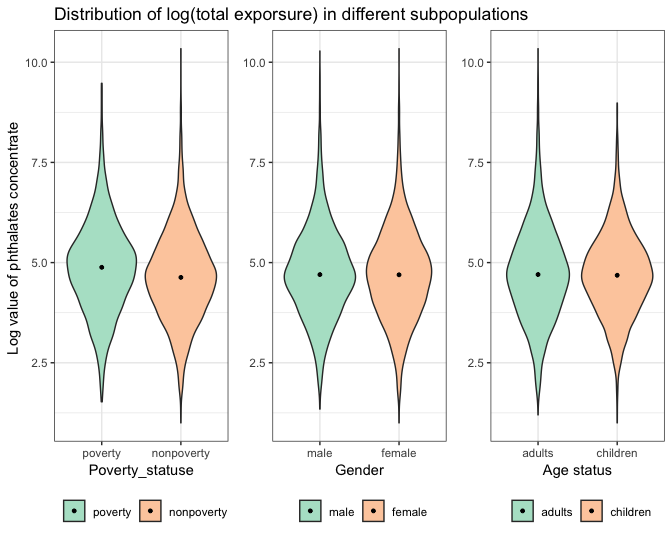 Distribution of log(total exporsure) in different subpopulations
Log value of phthalates concentrate
10.0
7.5
5.0
2.5
poverty nonpoverty
Poverty_statuse
poverty nonpoverty
10.0
7.5
5.0
2.5
male female
Gender
male female
10.0
7.5
5.0
2.5
adults children
Age status
adults children